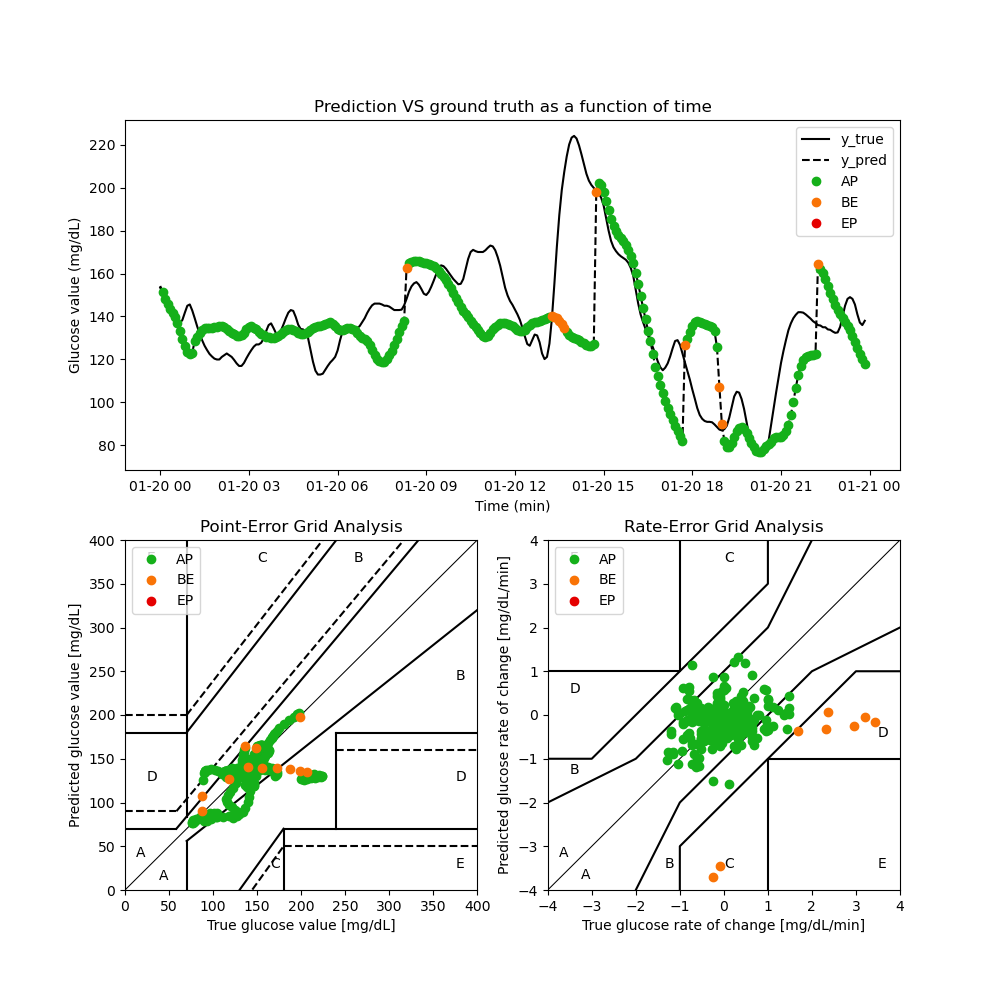 Prediction VS ground truth as a function of time
Glucose value (mg/dL)
220
200
180
160
140
120
100
80
y_true
y_pred
AP
BE
EP
01-20 00 01-20 03 01-20 06 01-20 09 01-20 12 01-20 15 01-20 18 01-20 21 01-21 00
Time (min)
Point-Error Grid Analysis
Predicted glucose value [mg/dL]
400
350
300
250
200
150
100
50
0
AP
BE
EP
C B
B
D D
A
A C E
0 50 100 150 200 250 300 350 400
True glucose value [mg/dL]
Rate-Error Grid Analysis
Predicted glucose rate of change [mg/dL/min]
4
3
2
1
0
−1
−2
−3
−4
AP
BE
EP
C
D
D
B
A
A B C E
−4 −3 −2 −1 0 1 2 3 4
True glucose rate of change [mg/dL/min]